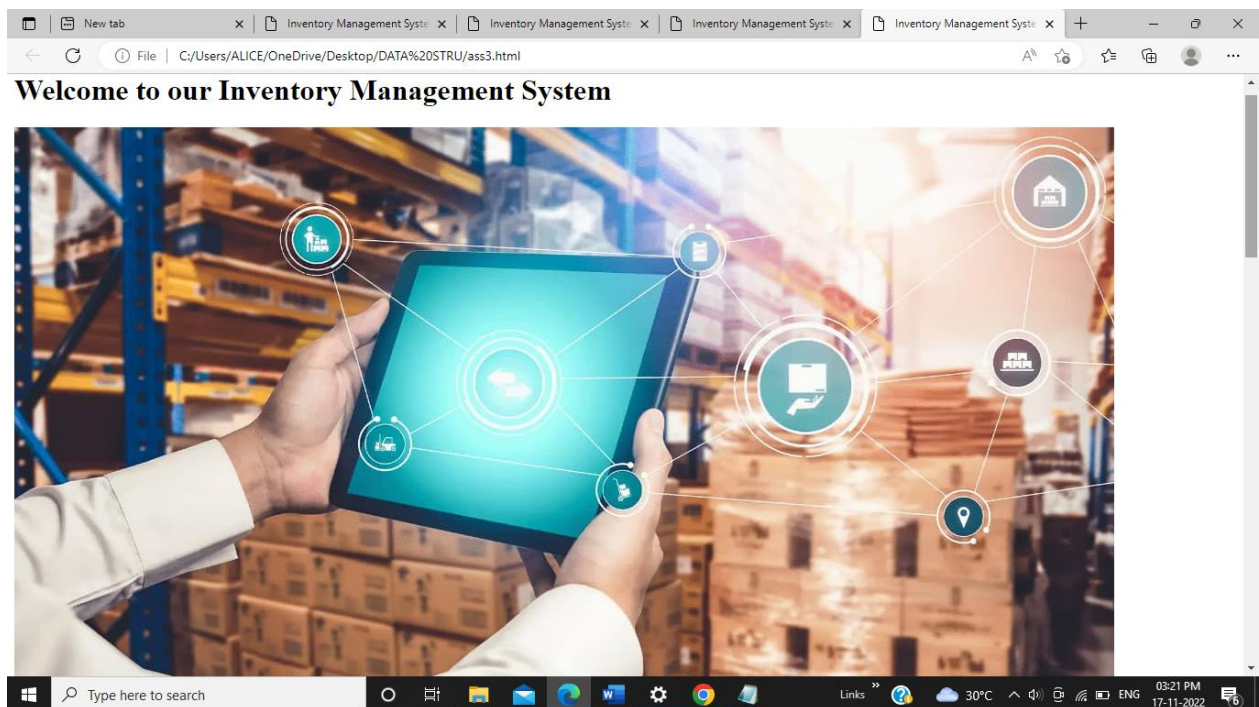 New tab
Inventory Management Syste
Inventory Management Syste
Inventory Management Syste
Inventory Management Syste
File | C:/Users/ALICE/OneDrive/Desktop/DATA%20STRU/ass3.html
Welcome to our Inventory Management System
Type here to search
Links
30°C
ENG
03:21 PM
17-11-2022
6